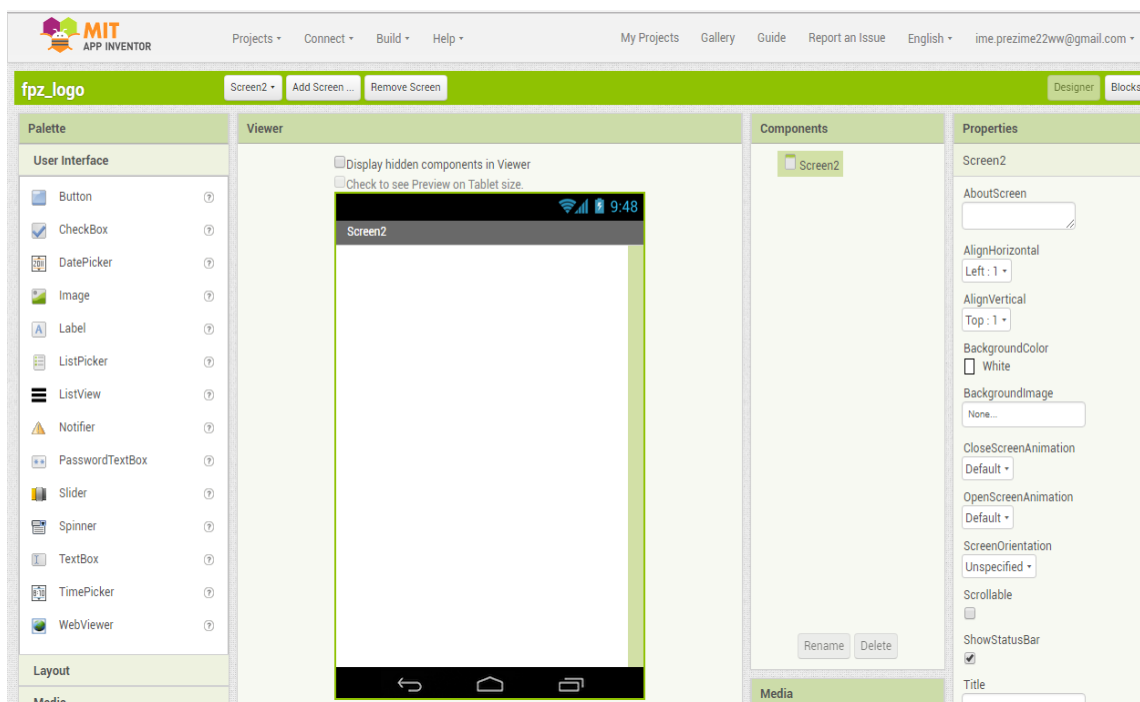 MIT
APP INVENTOR
Projects Connect Build Help My Projects Gallery Guide Report an Issue English ime.prezime22ww@gmail.com
fpz_logo Screen2 Add Screen ... Remove Screen Designer Blocks
Palette
User Interface
Button
CheckBox
DatePicker
Image
Label
ListPicker
ListView
Notifier
PasswordTextBox
Slider
Spinner
TextBox
TimePicker
WebViewer
Layout
Media
Viewer
Display hidden components in Viewer
Check to see Preview on Tablet size.
9:48
Screen2
Components
Screen2
Rename Delete
Media
Properties
Screen2
AboutScreen
AlignHorizontal
Left : 1
AlignVertical
Top : 1
BackgroundColor
White
BackgroundImage
None...
CloseScreenAnimation
Default
OpenScreenAnimation
Default
ScreenOrientation
Unspecified
Scrollable
ShowStatusBar
Title